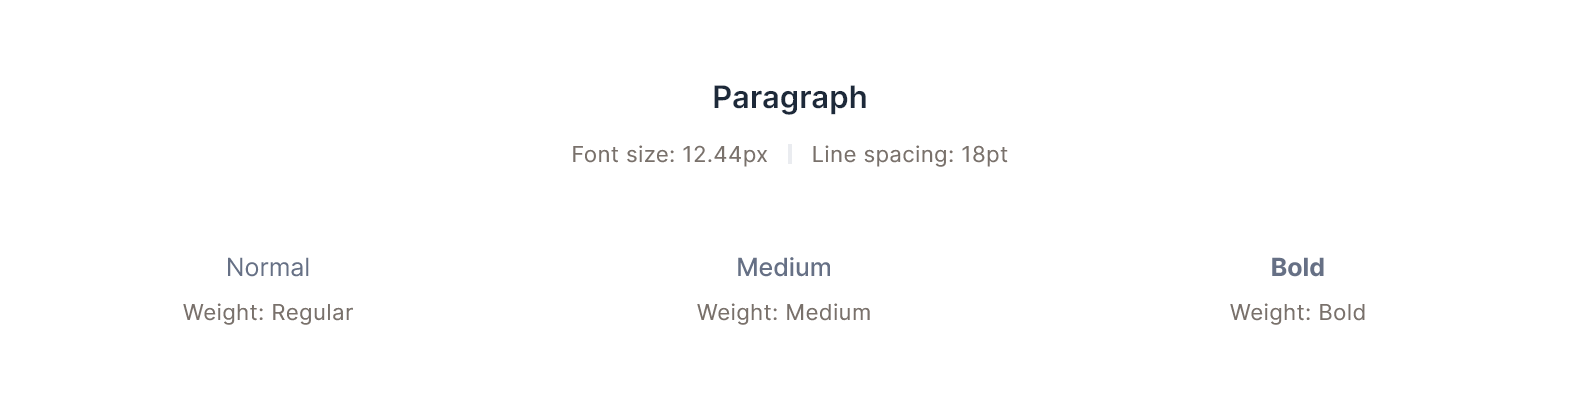 Paragraph
Font size: 12.44px | Line spacing: 18pt
Normal Medium Bold
Weight: Regular Weight: Medium Weight: Bold